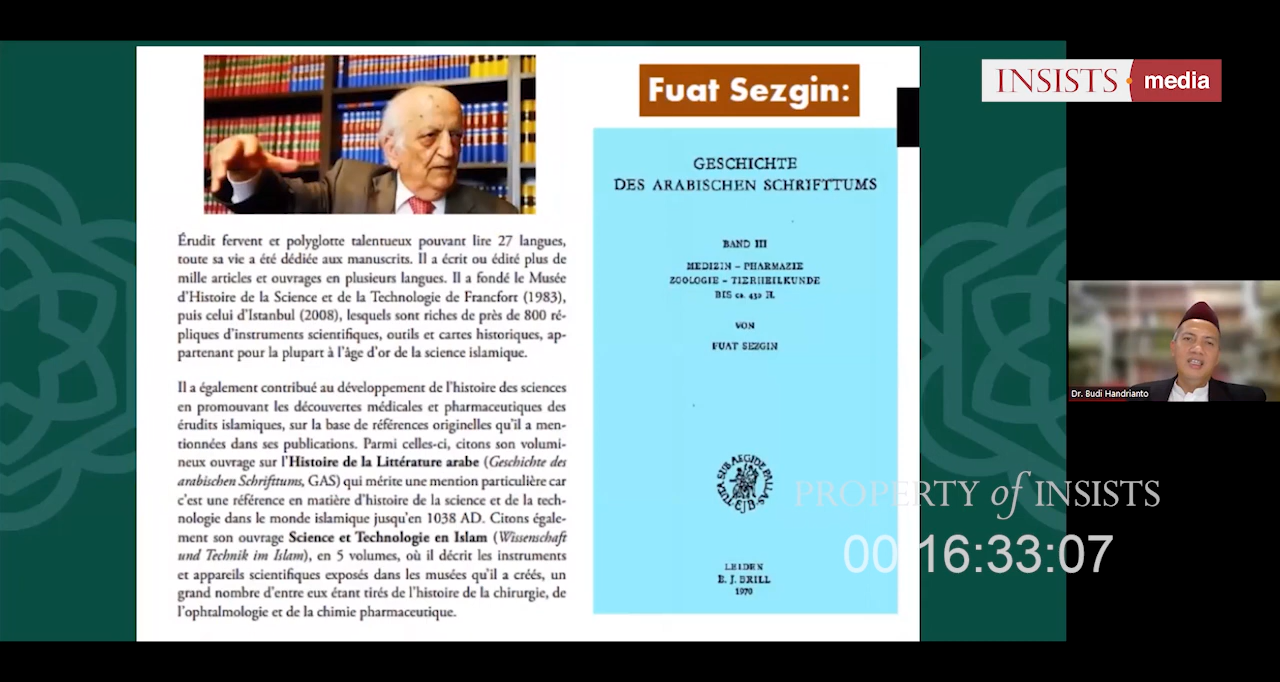 Fuat Sezgin:
INSISTS media
Érudit fervent et polyglotte talentueux pouvant lire 27 langues,
toute sa vie a été dédiée aux manuscrits. Il a écrit ou édité plus de
mille articles et ouvrages en plusieurs langues. Il a fondé le Musée
d'Histoire de la Science et de la Technologie de Francfort (1983),
puis celui d'Istanbul (2008), lesquels sont riches de près de 800 ré-
pliques d'instruments scientifiques, outils et cartes historiques, ap-
partenant pour la plupart à l'âge d'or de la science islamique.
Il a également contribué au développement de l'histoire des sciences
en promouvant les découvertes médicales et pharmaceutiques des
érudits islamiques, sur la base de références originelles qu'il a men-
tionnées dans ses publications. Parmi celles-ci, citons son volumi-
neux ouvrage sur l'Histoire de la Littérature arabe (Geschichte des
arabischen Schrifttums, GAS) qui mérite une mention particulière car
c'est une référence en matière d'histoire de la science et de la tech-
nologie dans le monde islamique jusqu'en 1038 AD. Citons égale-
ment son ouvrage Science et Technologie en Islam (Wissenschaft
und Technik im Islam), en 5 volumes, où il décrit les instruments
et appareils scientifiques exposés dans les musées qu'il a créés, un
grand nombre d'entre eux étant tirés de l'histoire de la chirurgie, de
l'ophtalmologie et de la chimie pharmaceutique.
GESCHICHTE
DES ARABISCHEN SCHRIFTTUMS
BAND III
MEDIZIN – PHARMAZIE
ZOOLOGIE – TIERHEILKUNDE
BIS ca. 430 H.
VON
FUAT SEZGIN
TUTA SUB AEGIDE PALLAS
EJB
LEIDEN
E. J. BRILL
1970
Dr. Budi Handrianto
PROPERTY of INSISTS
00:16:33:07